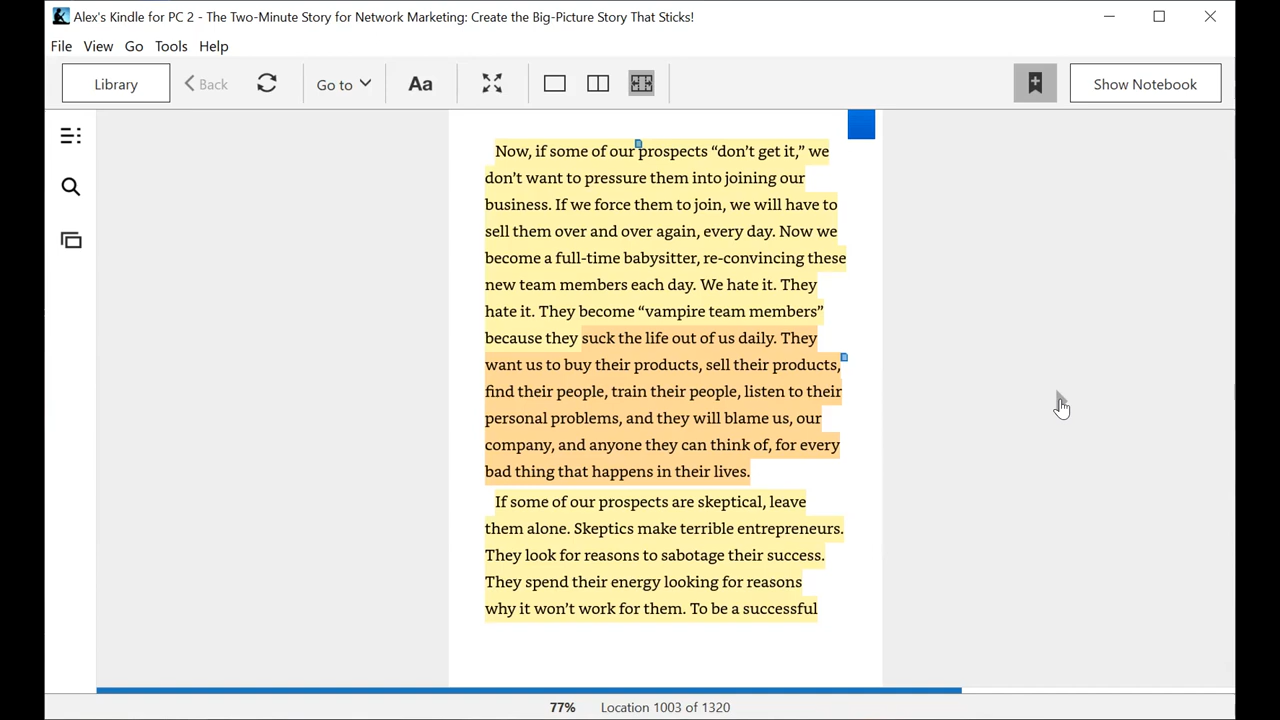 Alex's Kindle for PC 2 - The Two-Minute Story for Network Marketing: Create the Big-Picture Story That Sticks!
File View Go Tools Help
Library Back Go to Aa Show Notebook
Now, if some of our prospects “don’t get it,” we
don’t want to pressure them into joining our
business. If we force them to join, we will have to
sell them over and over again, every day. Now we
become a full-time babysitter, re-convincing these
new team members each day. We hate it. They
hate it. They become “vampire team members”
because they suck the life out of us daily. They
want us to buy their products, sell their products,
find their people, train their people, listen to their
personal problems, and they will blame us, our
company, and anyone they can think of, for every
bad thing that happens in their lives.
If some of our prospects are skeptical, leave
them alone. Skeptics make terrible entrepreneurs.
They look for reasons to sabotage their success.
They spend their energy looking for reasons
why it won’t work for them. To be a successful
77% Location 1003 of 1320